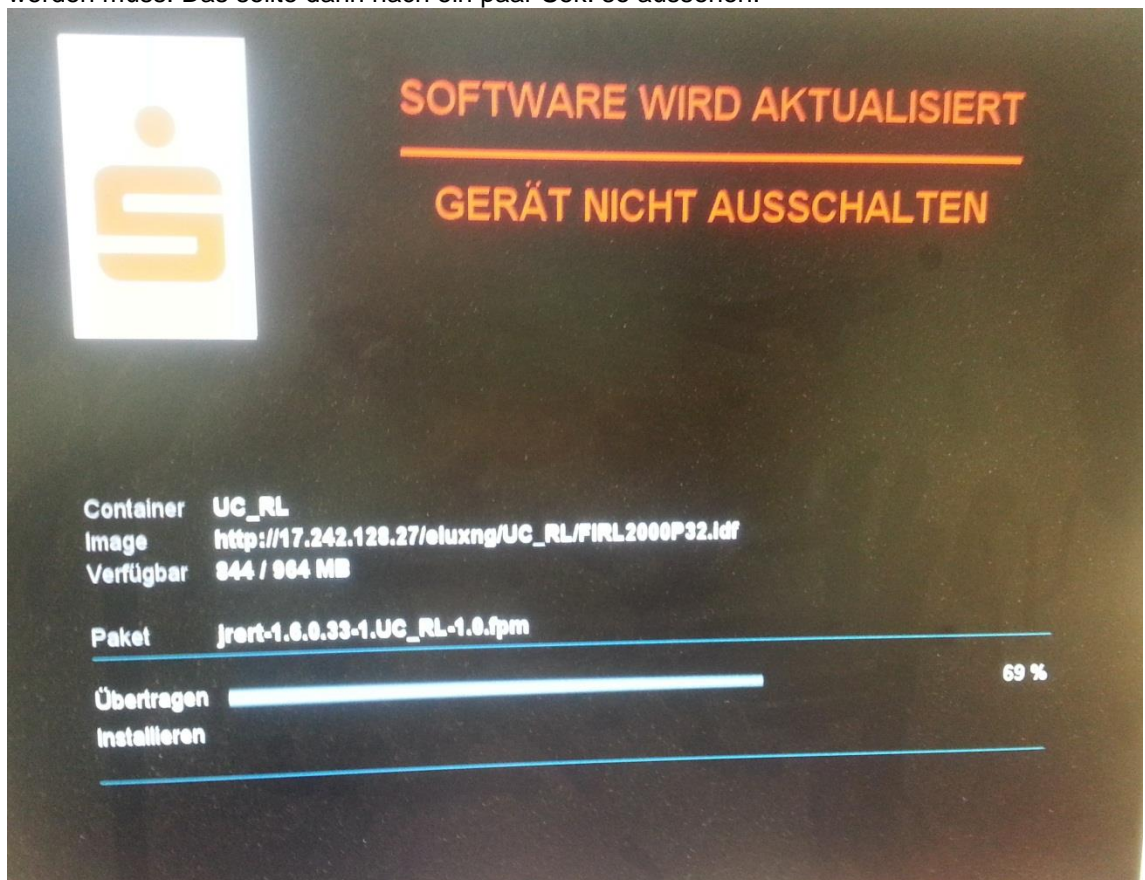 SOFTWARE WIRD AKTUALISIERT
GERÄT NICHT AUSSCHALTEN
Container UC_RL
Image http://17.242.128.27/eluxng/UC_RL/FIRL2000P32.idf
Verfügbar 844 / 964 MB
Paket jrert-1.6.0.33-1.UC_RL-1.0.fpm
Übertragen 69 %
Installieren